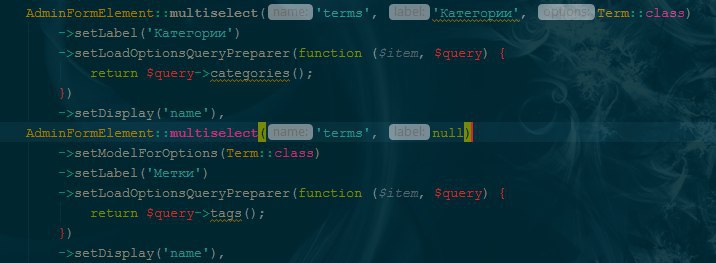 AdminFormElement::multiselect( name: 'terms', label: 'Категории', options: Term::class)
->setLabel('Категории')
->setLoadOptionsQueryPreparer(function ($item, $query) {
return $query->categories();
})
->setDisplay('name'),
AdminFormElement::multiselect( name: 'terms', label: null)
->setModelForOptions(Term::class)
->setLabel('Метки')
->setLoadOptionsQueryPreparer(function ($item, $query) {
return $query->tags();
})
->setDisplay('name'),